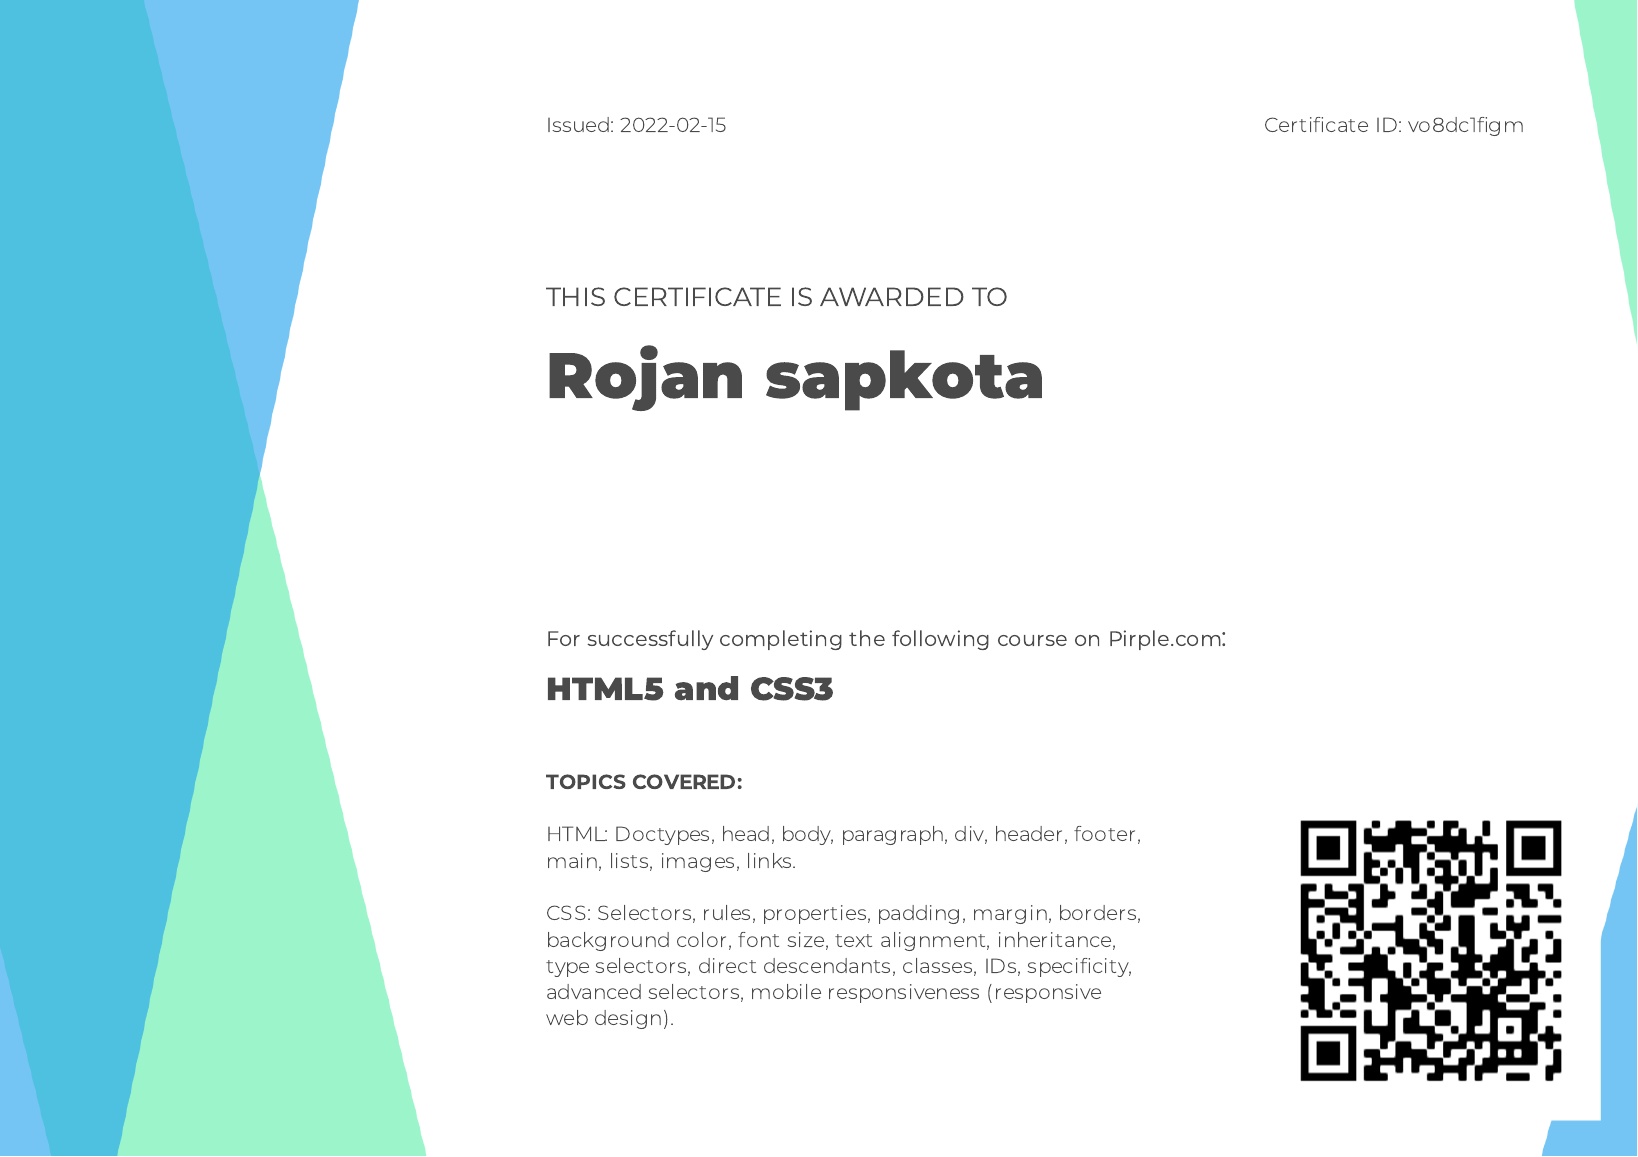 Issued: 2022-02-15
Certificate ID: vo8dc1figm
THIS CERTIFICATE IS AWARDED TO
Rojan sapkota
For successfully completing the following course on Pirple.com:
HTML5 and CSS3
TOPICS COVERED:
HTML: Doctypes, head, body, paragraph, div, header, footer,
main, lists, images, links.
CSS: Selectors, rules, properties, padding, margin, borders,
background color, font size, text alignment, inheritance,
type selectors, direct descendants, classes, IDs, specificity,
advanced selectors, mobile responsiveness (responsive
web design).